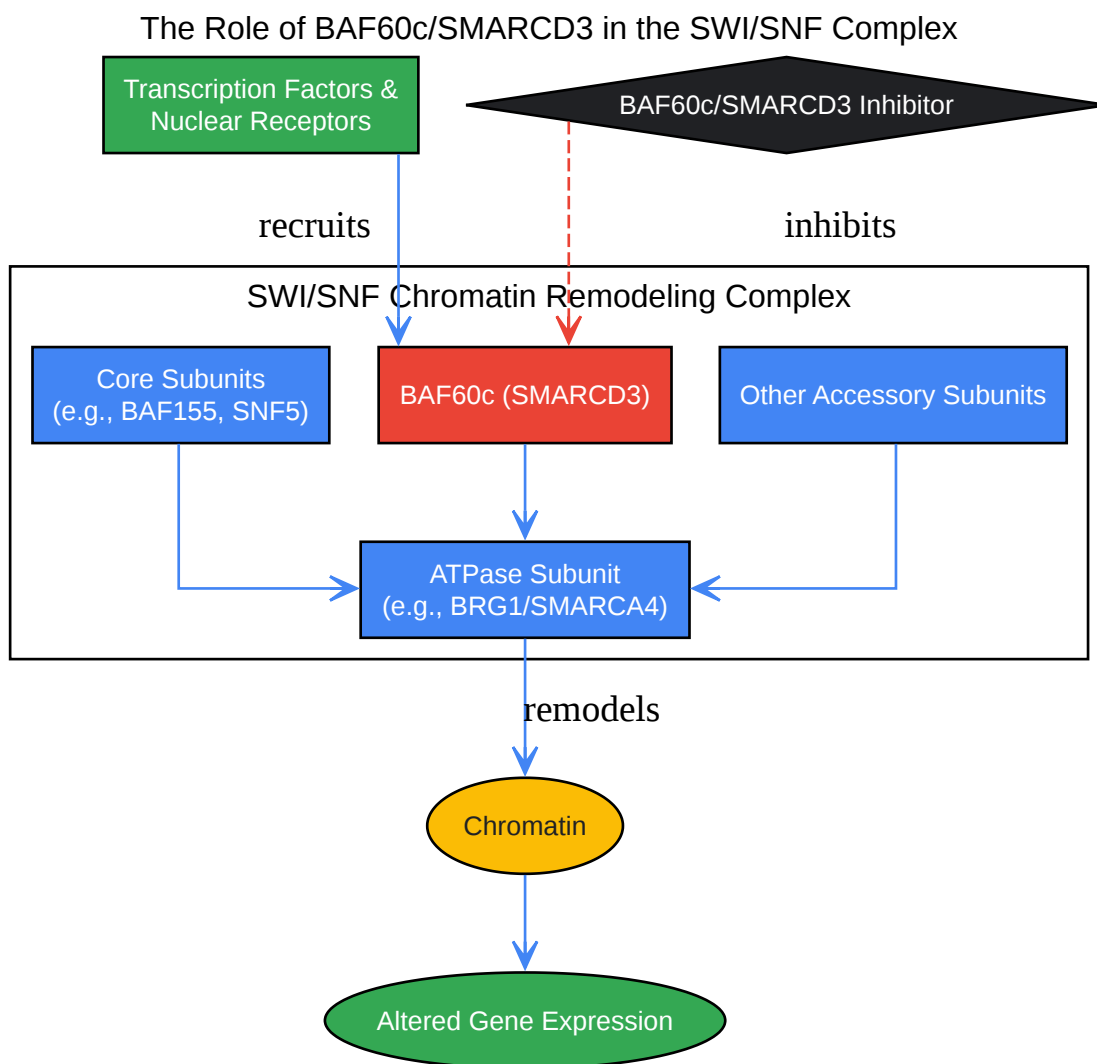 The Role of BAF60c/SMARCD3 in the SWI/SNF Complex
Transcription Factors &
Nuclear Receptors
BAF60c/SMARCD3 Inhibitor
recruits
inhibits
SWI/SNF Chromatin Remodeling Complex
Core Subunits
(e.g., BAF155, SNF5)
BAF60c (SMARCD3)
Other Accessory Subunits
ATPase Subunit
(e.g., BRG1/SMARCA4)
remodels
Chromatin
Altered Gene Expression